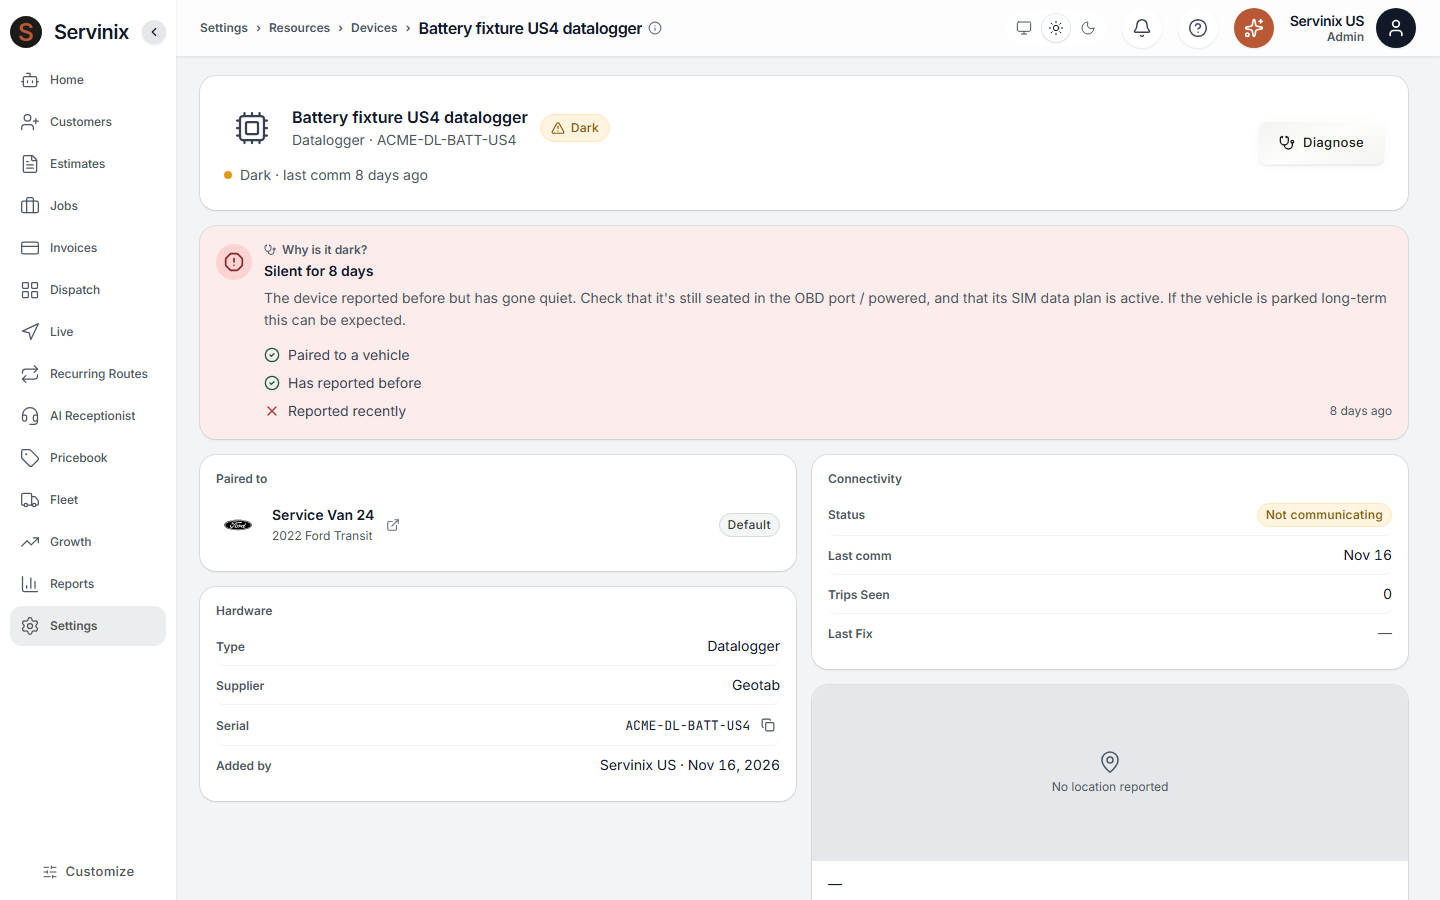 Servinix
Home
Customers
Estimates
Jobs
Invoices
Dispatch
Live
Recurring Routes
AI Receptionist
Pricebook
Fleet
Growth
Reports
Settings
Customize
Settings › Resources › Devices › Battery fixture US4 datalogger
Servinix US
Admin
Battery fixture US4 datalogger
Datalogger · ACME-DL-BATT-US4
Dark
Dark · last comm 8 days ago
Diagnose
Why is it dark?
Silent for 8 days
The device reported before but has gone quiet. Check that it's still seated in the OBD port / powered, and that its SIM data plan is active. If the vehicle is parked long-term
this can be expected.
Paired to a vehicle
Has reported before
Reported recently 8 days ago
Paired to
Ford
Service Van 24
2022 Ford Transit
Default
Hardware
Type Datalogger
Supplier Geotab
Serial ACME-DL-BATT-US4
Added by Servinix US · Nov 16, 2026
Connectivity
Status Not communicating
Last comm Nov 16
Trips Seen 0
Last Fix —
No location reported
—